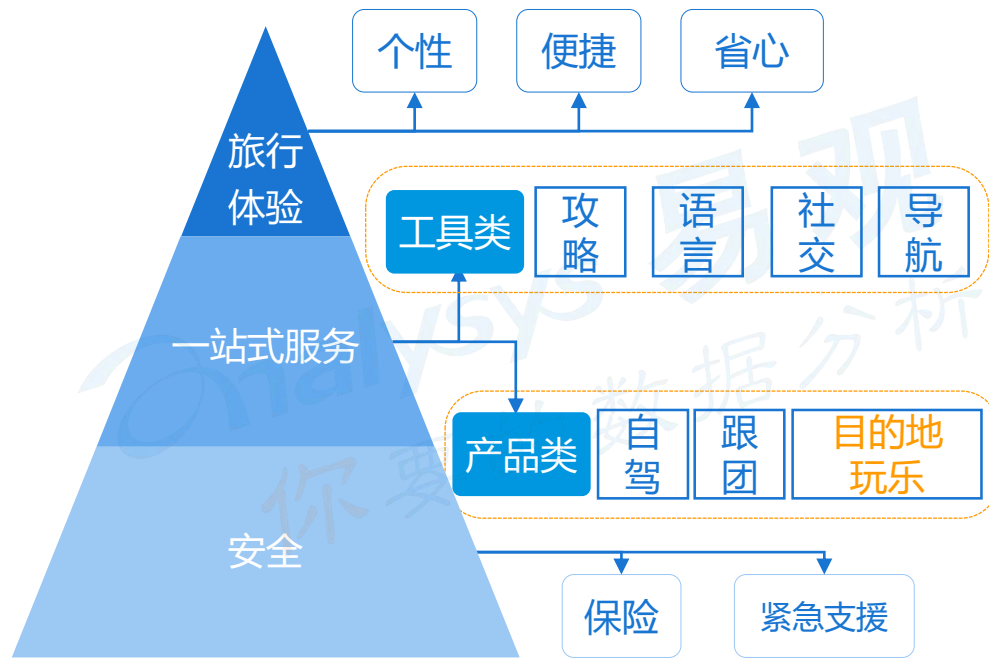 个性
便捷
省心
旅行
体验
工具类
攻
略
语
言
社
交
导
航
一站式服务
产品类
自
驾
跟
团
目的地
玩乐
安全
保险
紧急支援
analysys 易观
你要的数据分析